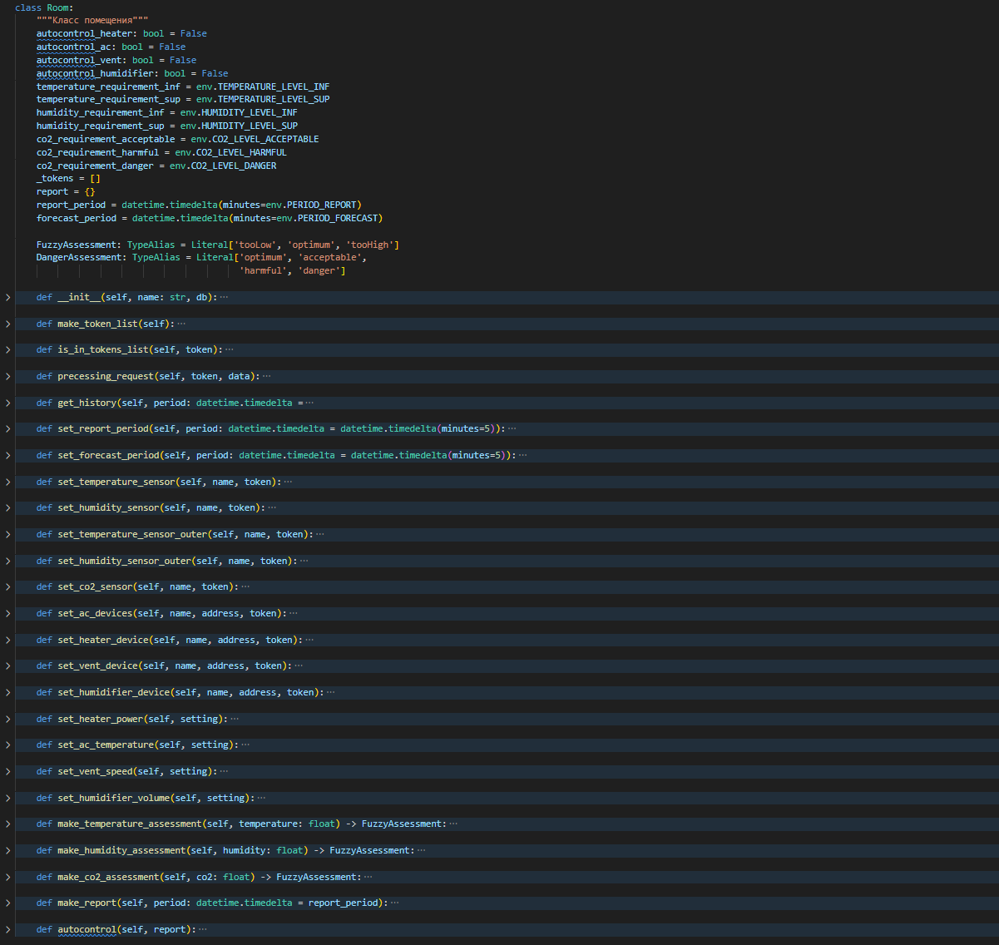 class Room:
"""Класс помещения"""
autocontrol_heater: bool = False
autocontrol_ac: bool = False
autocontrol_vent: bool = False
autocontrol_humidifier: bool = False
temperature_requirement_inf = env.TEMPERATURE_LEVEL_INF
temperature_requirement_sup = env.TEMPERATURE_LEVEL_SUP
humidity_requirement_inf = env.HUMIDITY_LEVEL_INF
humidity_requirement_sup = env.HUMIDITY_LEVEL_SUP
co2_requirement_acceptable = env.CO2_LEVEL_ACCEPTABLE
co2_requirement_harmful = env.CO2_LEVEL_HARMFUL
co2_requirement_danger = env.CO2_LEVEL_DANGER
_tokens = []
report = {}
report_period = datetime.timedelta(minutes=env.PERIOD_REPORT)
forecast_period = datetime.timedelta(minutes=env.PERIOD_FORECAST)
FuzzyAssessment: TypeAlias = Literal['tooLow', 'optimum', 'tooHigh']
DangerAssessment: TypeAlias = Literal['optimum', 'acceptable',
'harmful', 'danger']
def __init__(self, name: str, db):···
def make_token_list(self):···
def is_in_tokens_list(self, token):···
def precessing_request(self, token, data):···
def get_history(self, period: datetime.timedelta =···
def set_report_period(self, period: datetime.timedelta = datetime.timedelta(minutes=5)):···
def set_forecast_period(self, period: datetime.timedelta = datetime.timedelta(minutes=5)):···
def set_temperature_sensor(self, name, token):···
def set_humidity_sensor(self, name, token):···
def set_temperature_sensor_outer(self, name, token):···
def set_humidity_sensor_outer(self, name, token):···
def set_co2_sensor(self, name, token):···
def set_ac_devices(self, name, address, token):···
def set_heater_device(self, name, address, token):···
def set_vent_device(self, name, address, token):···
def set_humidifier_device(self, name, address, token):···
def set_heater_power(self, setting):···
def set_ac_temperature(self, setting):···
def set_vent_speed(self, setting):···
def set_humidifier_volume(self, setting):···
def make_temperature_assessment(self, temperature: float) -> FuzzyAssessment:···
def make_humidity_assessment(self, humidity: float) -> FuzzyAssessment:···
def make_co2_assessment(self, co2: float) -> FuzzyAssessment:···
def make_report(self, period: datetime.timedelta = report_period):···
def autocontrol(self, report):···